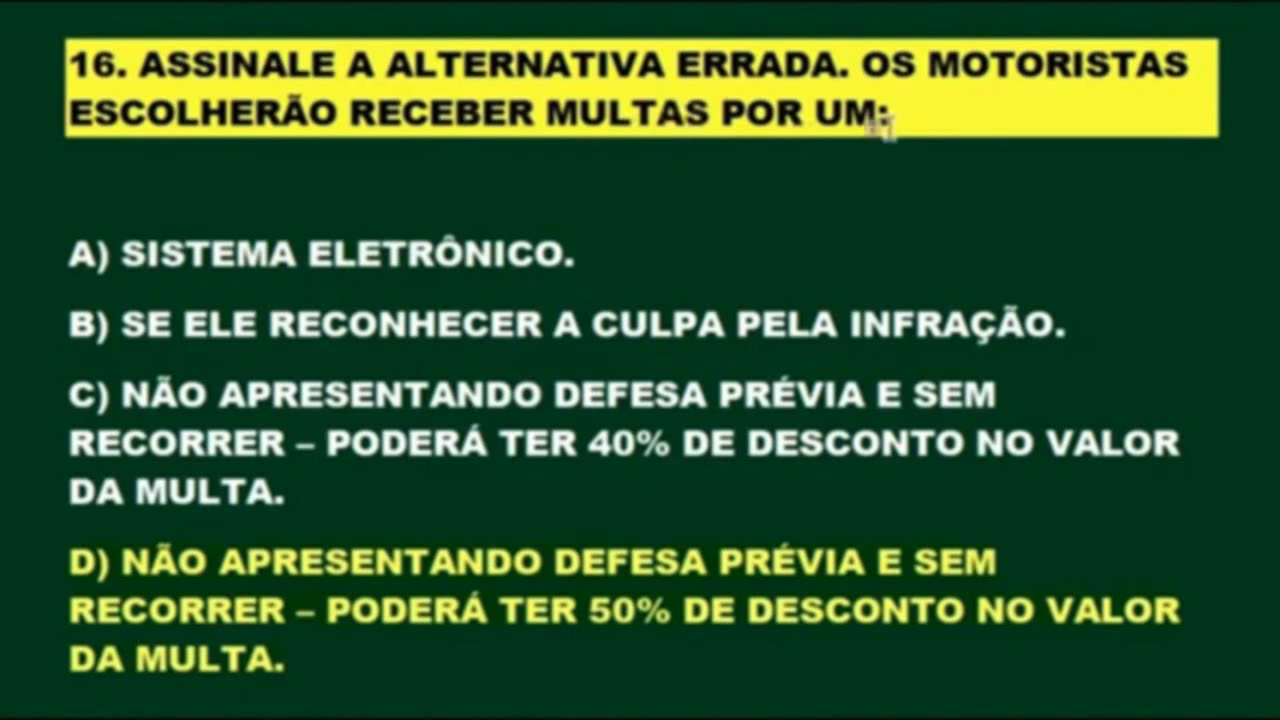 16. ASSINALE A ALTERNATIVA ERRADA. OS MOTORISTAS
ESCOLHERÃO RECEBER MULTAS POR UM:
A) SISTEMA ELETRÔNICO.
B) SE ELE RECONHECER A CULPA PELA INFRAÇÃO.
C) NÃO APRESENTANDO DEFESA PRÉVIA E SEM
RECORRER – PODERÁ TER 40% DE DESCONTO NO VALOR
DA MULTA.
D) NÃO APRESENTANDO DEFESA PRÉVIA E SEM
RECORRER – PODERÁ TER 50% DE DESCONTO NO VALOR
DA MULTA.